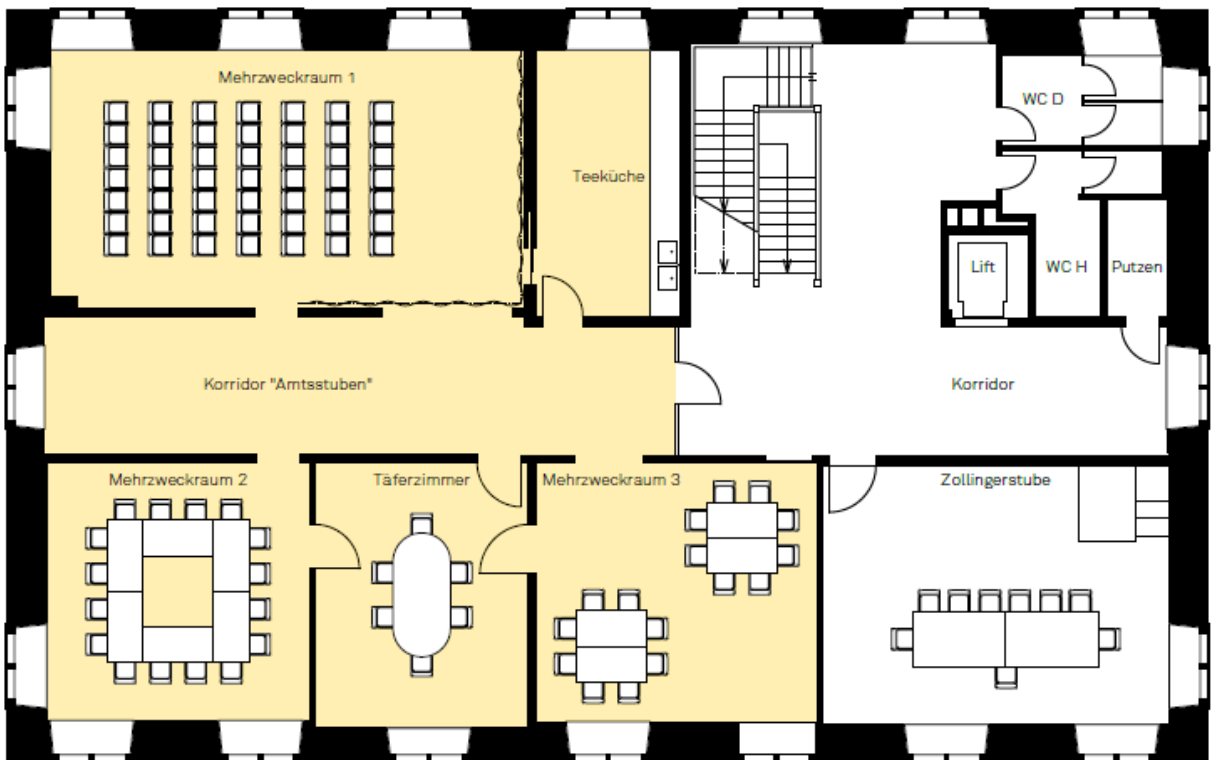 Mehrzweckraum 1
WC D
Teeküche
Lift
WC H
Putzen
Korridor "Amtsstuben"
Korridor
Mehrzweckraum 2
Täferzimmer
Mehrzweckraum 3
Zollingerstube